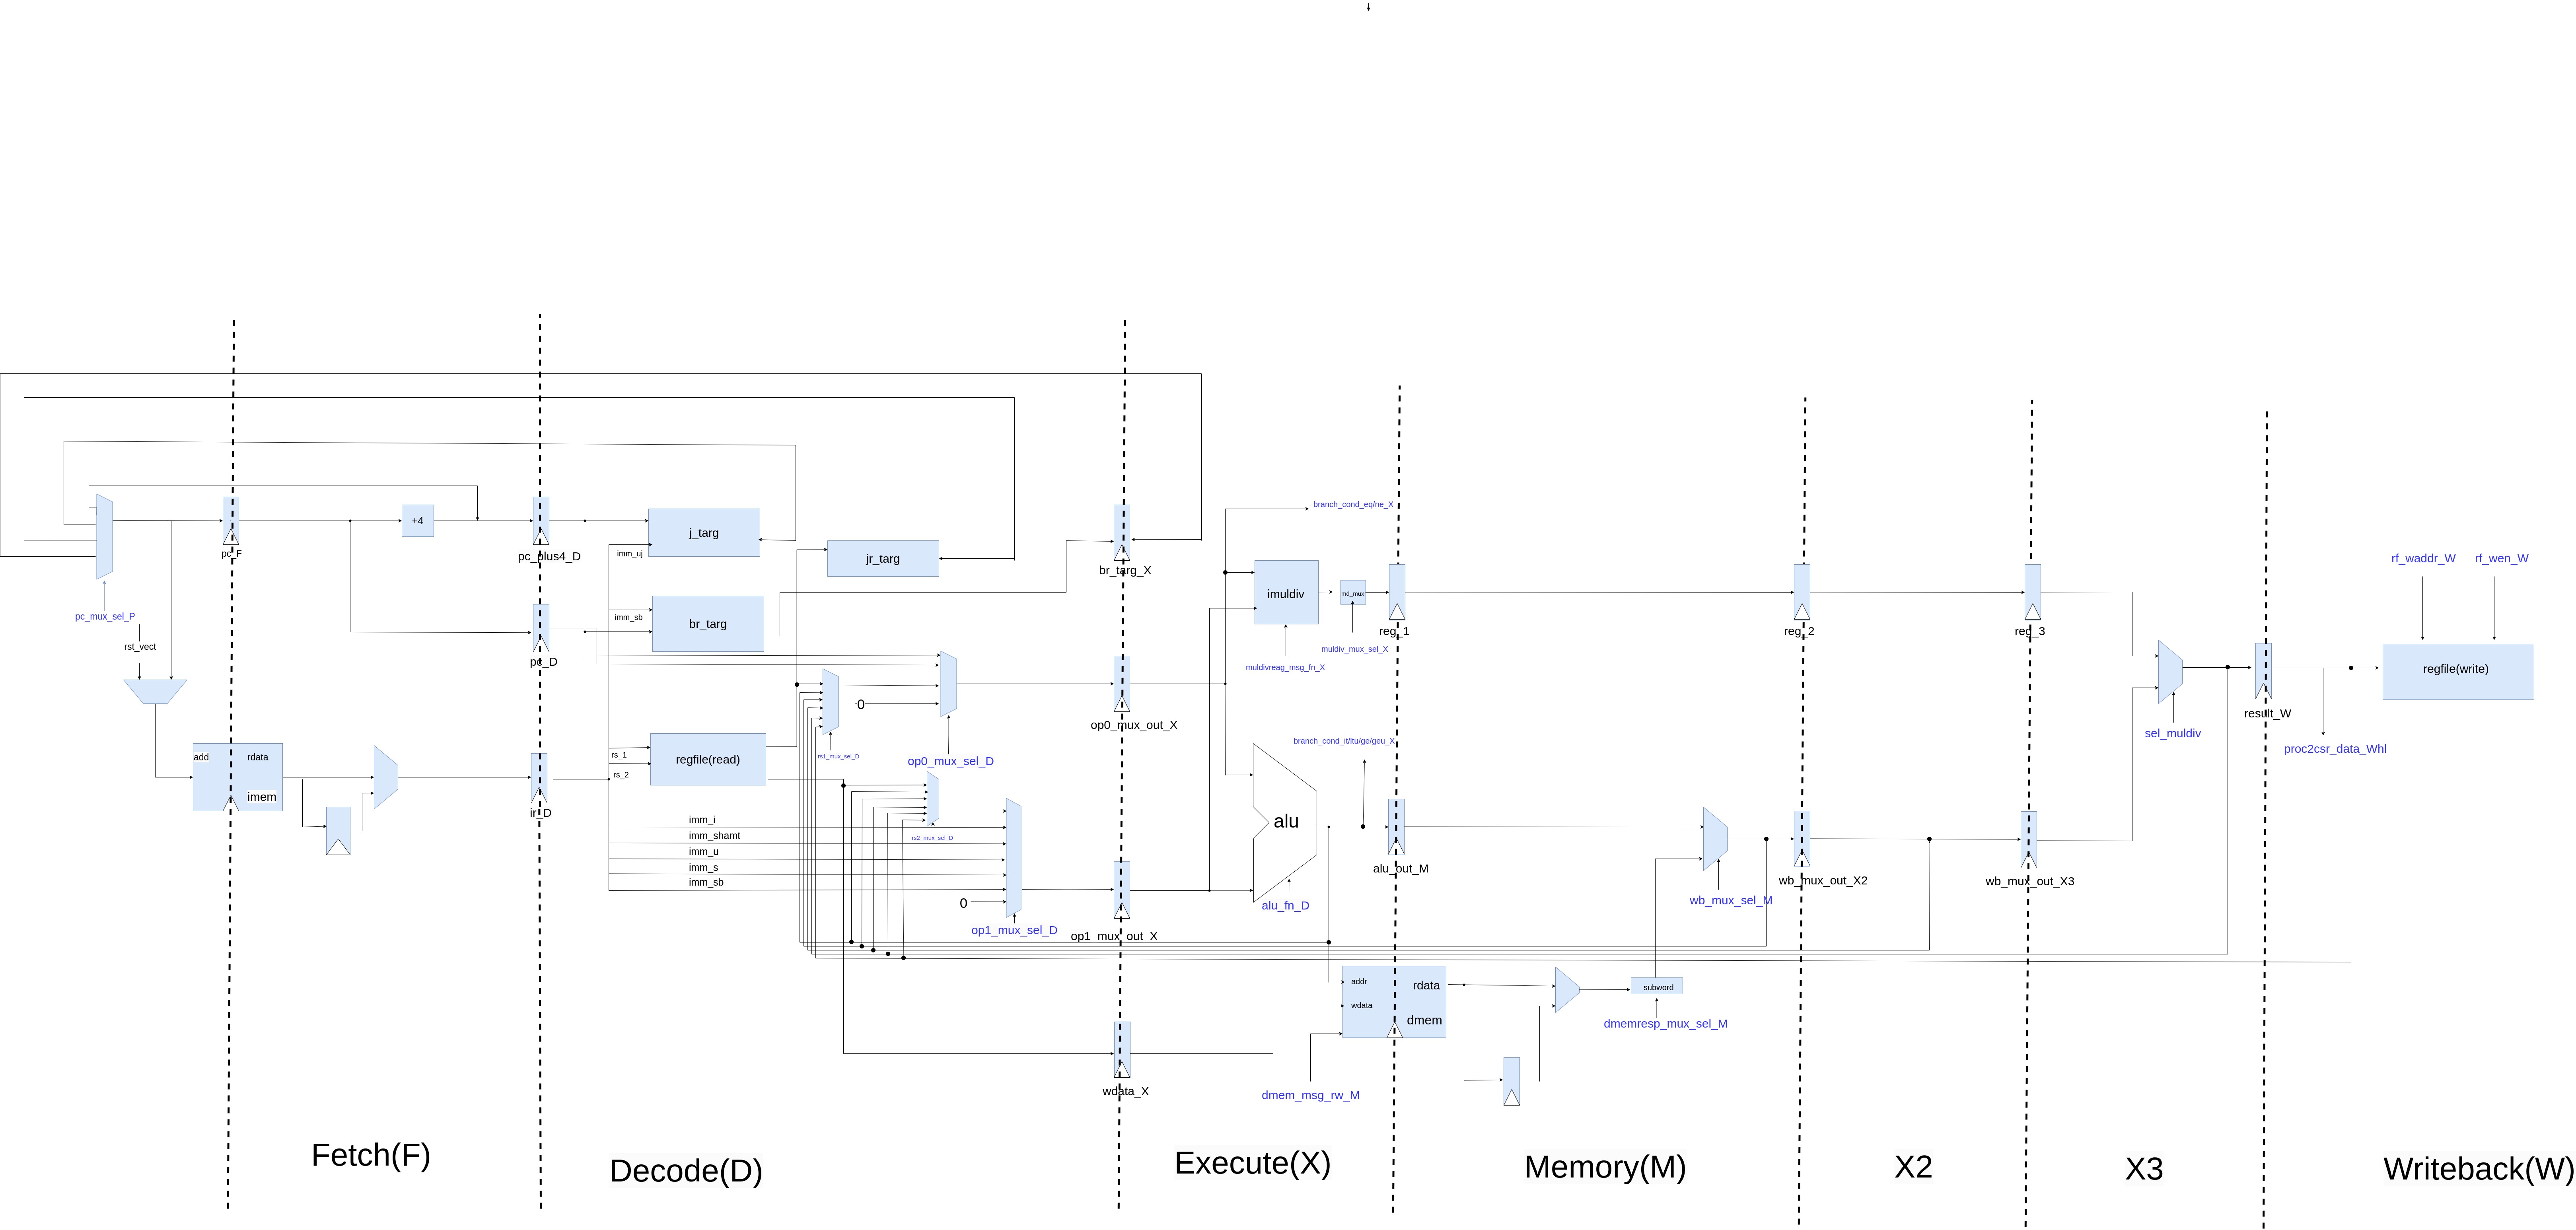 branch_cond_eq/ne_X
+4
j_targ
pc_F
pc_plus4_D
imm_uj
jr_targ
br_targ_X
imuldiv
md_mux
rf_waddr_W
rf_wen_W
pc_mux_sel_P
imm_sb
br_targ
reg_1
reg_2
reg_3
rst_vect
muldiv_mux_sel_X
pc_D
muldivreag_msg_fn_X
regfile(write)
0
op0_mux_out_X
result_W
sel_muldiv
add
rdata
rs_1
regfile(read)
rs1_mux_sel_D
op0_mux_sel_D
branch_cond_it/ltu/ge/geu_X
proc2csr_data_Whl
rs_2
imem
ir_D
imm_i
alu
imm_shamt
rs2_mux_sel_D
imm_u
imm_s
alu_out_M
imm_sb
wb_mux_out_X2
wb_mux_out_X3
0
alu_fn_D
wb_mux_sel_M
op1_mux_sel_D
op1_mux_out_X
addr
rdata
subword
wdata
dmem
dmemresp_mux_sel_M
wdata_X
dmem_msg_rw_M
Fetch(F)
Decode(D)
Execute(X)
Memory(M)
X2
X3
Writeback(W)